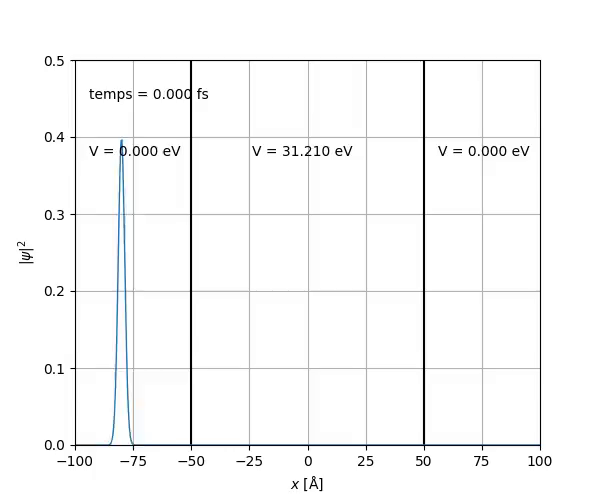 0.5
temps = 0.000 fs
0.4
V = 0.000 eV V = 31.210 eV V = 0.000 eV
0.3
|ψ|²
0.2
0.1
0.0
−100 −75 −50 −25 0 25 50 75 100
x [Å]